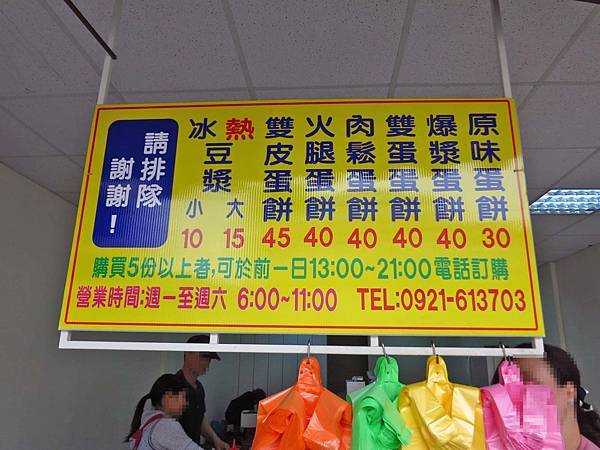 原味蛋餅 30
爆漿蛋餅 40
雙蛋蛋餅 40
肉鬆蛋餅 40
火腿蛋餅 40
雙皮蛋餅 45
冰熱豆漿
大 15
小 10
請排隊
謝謝!
購買5份以上者,可於前一日13:00~21:00電話訂購
營業時間:週一至週六 6:00~11:00 TEL:0921-613703